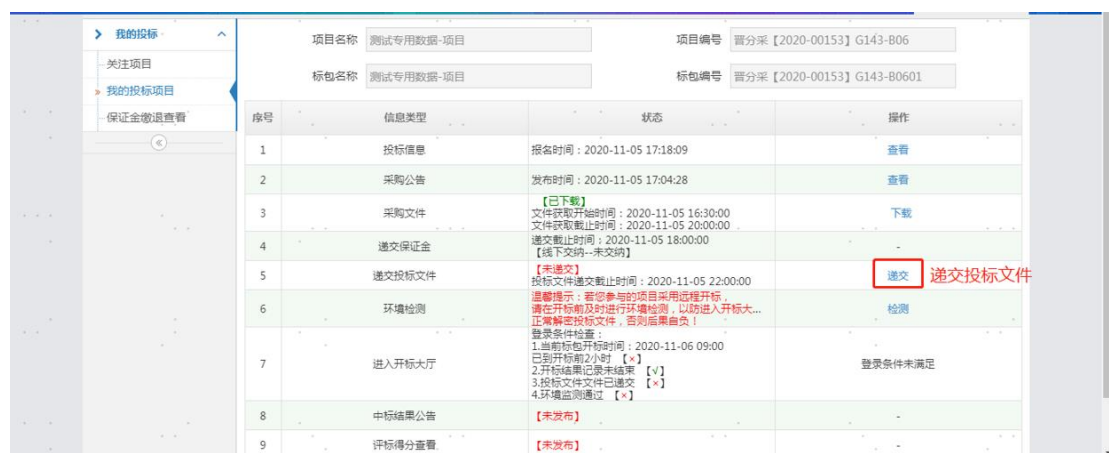 我的投标
关注项目
我的投标项目
保证金缴退查看
项目名称 测试专用数据-项目 项目编号 晋分采【2020-00153】G143-B06
标包名称 测试专用数据-项目 标包编号 晋分采【2020-00153】G143-B0601
序号 信息类型 状态 操作
1 投标信息 报名时间：2020-11-05 17:18:09 查看
2 采购公告 发布时间：2020-11-05 17:04:28 查看
3 采购文件 【已下载】 下载
文件获取开始时间：2020-11-05 16:30:00
文件获取截止时间：2020-11-05 20:00:00
4 递交保证金 递交截止时间：2020-11-05 18:00:00 -
【线下交纳--未交纳】
5 递交投标文件 【未递交】 递交 递交投标文件
投标文件递交截止时间：2020-11-05 22:00:00
6 环境检测 温馨提示：若您参与的项目采用远程开标， 检测
请在开标前及时进行环境检测，以防进入开标大...
正常解密投标文件，否则后果自负！
7 进入开标大厅 登录条件检查： 登录条件未满足
1.当前标包开标时间：2020-11-06 09:00
已到开标前2小时 【×】
2.开标结果记录未结束 【√】
3.投标文件文件已递交 【×】
4.环境监测通过 【×】
8 中标结果公告 【未发布】 -
9 评标得分查看 【未发布】 -